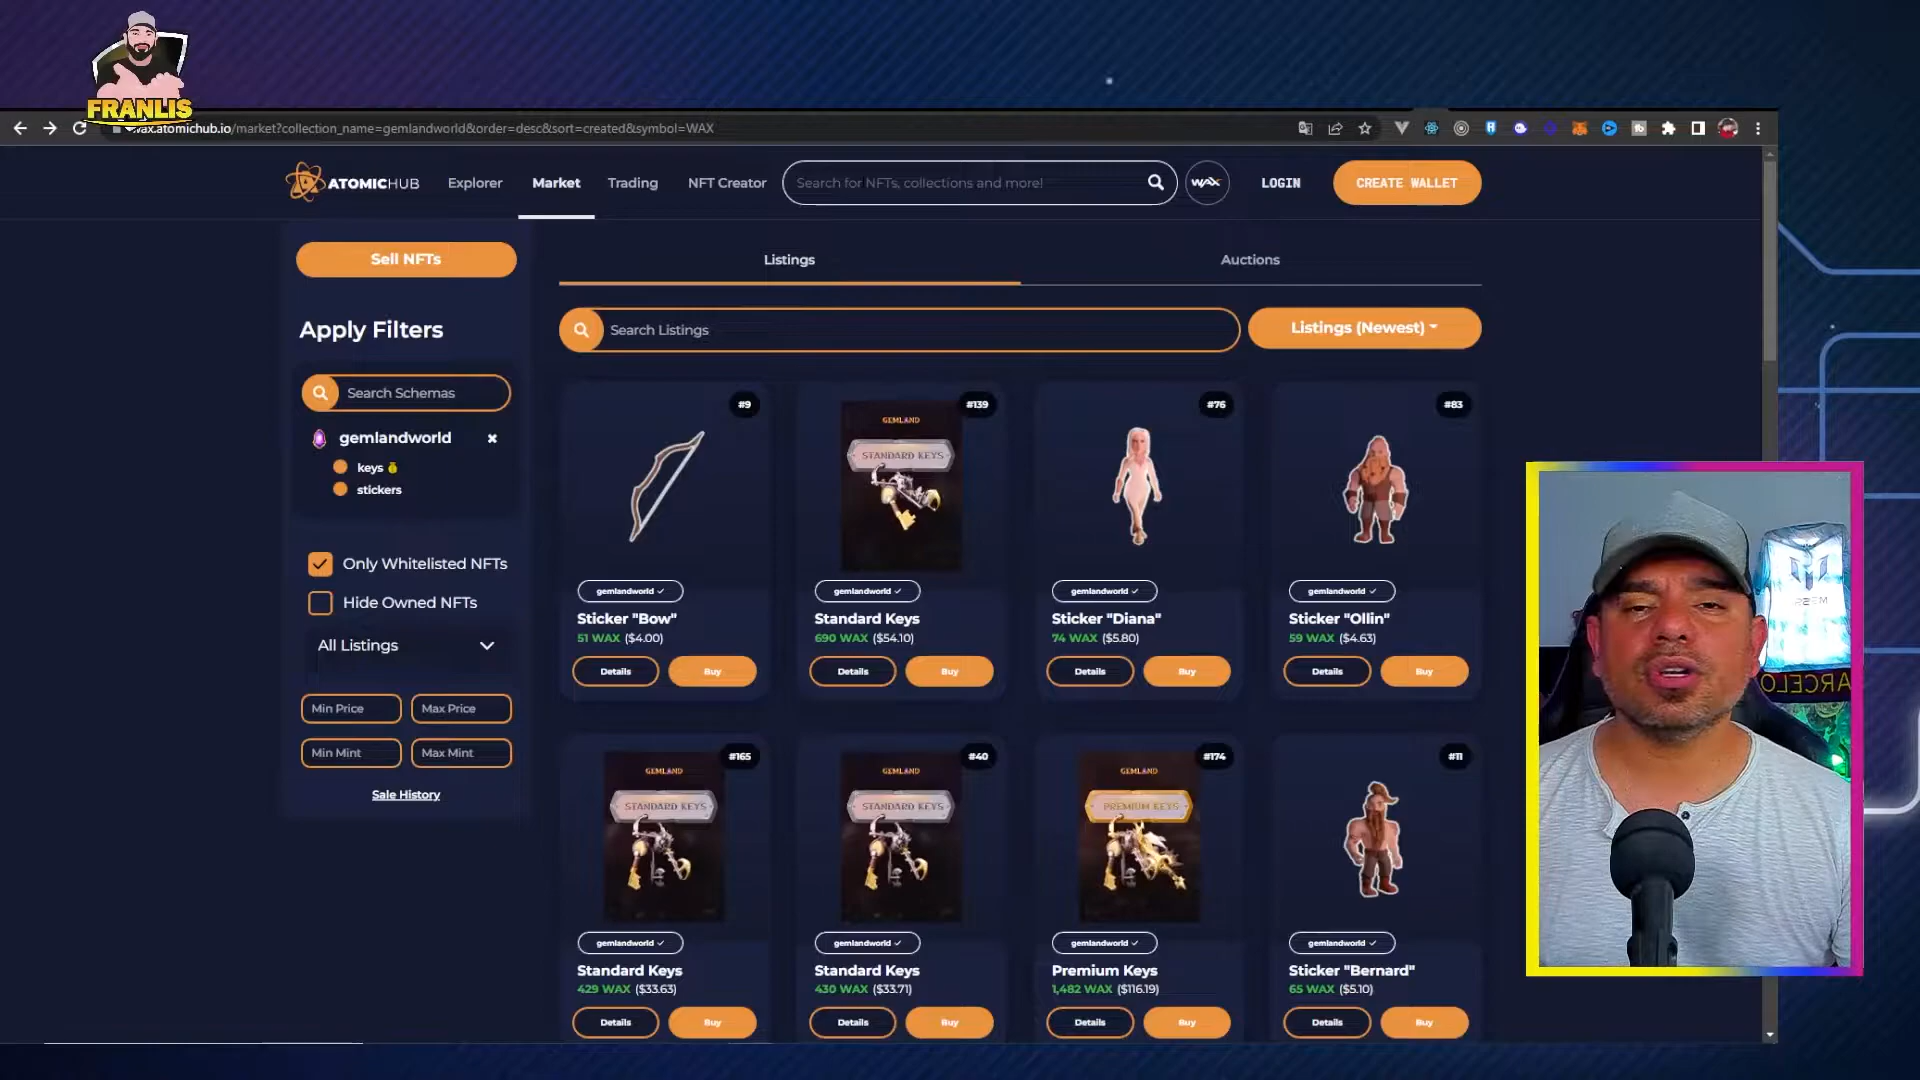 FRANLIS
wax.atomichub.io/market?collection_name=gemlandworld&order=desc&sort=created&symbol=WAX
ATOMICHUB
Explorer
Market
Trading
NFT Creator
Search for NFTs, collections and more!
WAX
LOGIN
CREATE WALLET
Sell NFTs
Listings
Auctions
Apply Filters
Search Listings
Listings (Newest)
Search Schemas
gemlandworld
keys
stickers
Only Whitelisted NFTs
Hide Owned NFTs
All Listings
Min Price
Max Price
Min Mint
Max Mint
Sale History
#9
gemlandworld
Sticker "Bow"
51 WAX ($4.00)
Details
Buy
#139
GEMLAND
STANDARD KEYS
gemlandworld
Standard Keys
690 WAX ($54.10)
Details
Buy
#76
gemlandworld
Sticker "Diana"
74 WAX ($5.80)
Details
Buy
#83
gemlandworld
Sticker "Ollin"
59 WAX ($4.63)
Details
Buy
#165
GEMLAND
STANDARD KEYS
gemlandworld
Standard Keys
429 WAX ($33.63)
Details
Buy
#40
GEMLAND
STANDARD KEYS
gemlandworld
Standard Keys
430 WAX ($33.71)
Details
Buy
#174
GEMLAND
PREMIUM KEYS
gemlandworld
Premium Keys
1,482 WAX ($116.19)
Details
Buy
#11
gemlandworld
Sticker "Bernard"
65 WAX ($5.10)
Details
Buy